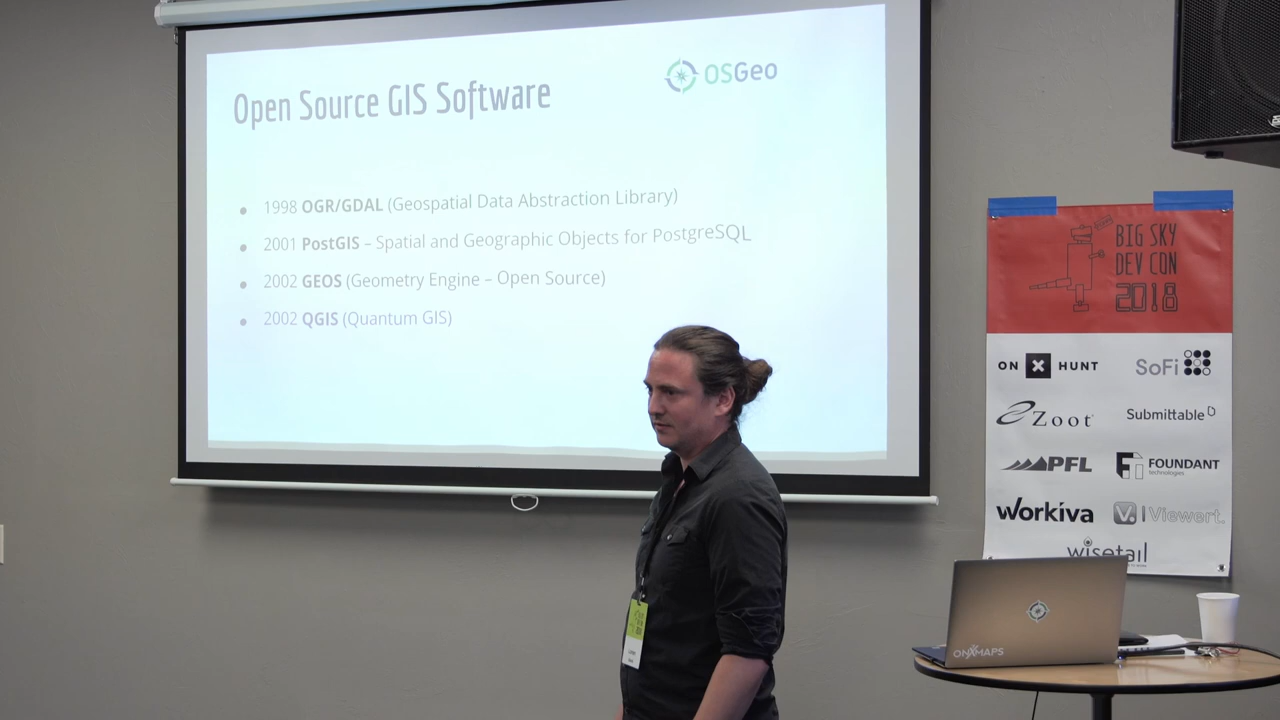 Open Source GIS Software
OSGeo
1998 OGR/GDAL (Geospatial Data Abstraction Library)
2001 PostGIS – Spatial and Geographic Objects for PostgreSQL
2002 GEOS (Geometry Engine – Open Source)
2002 QGIS (Quantum GIS)
BIG SKY
DEV CON
2018
ON X HUNT
SoFi
Zoot
Submittable
PFL
FOUNDANT
technologies
Workiva
V. | Viewert.
wisetail
ONXMAPS